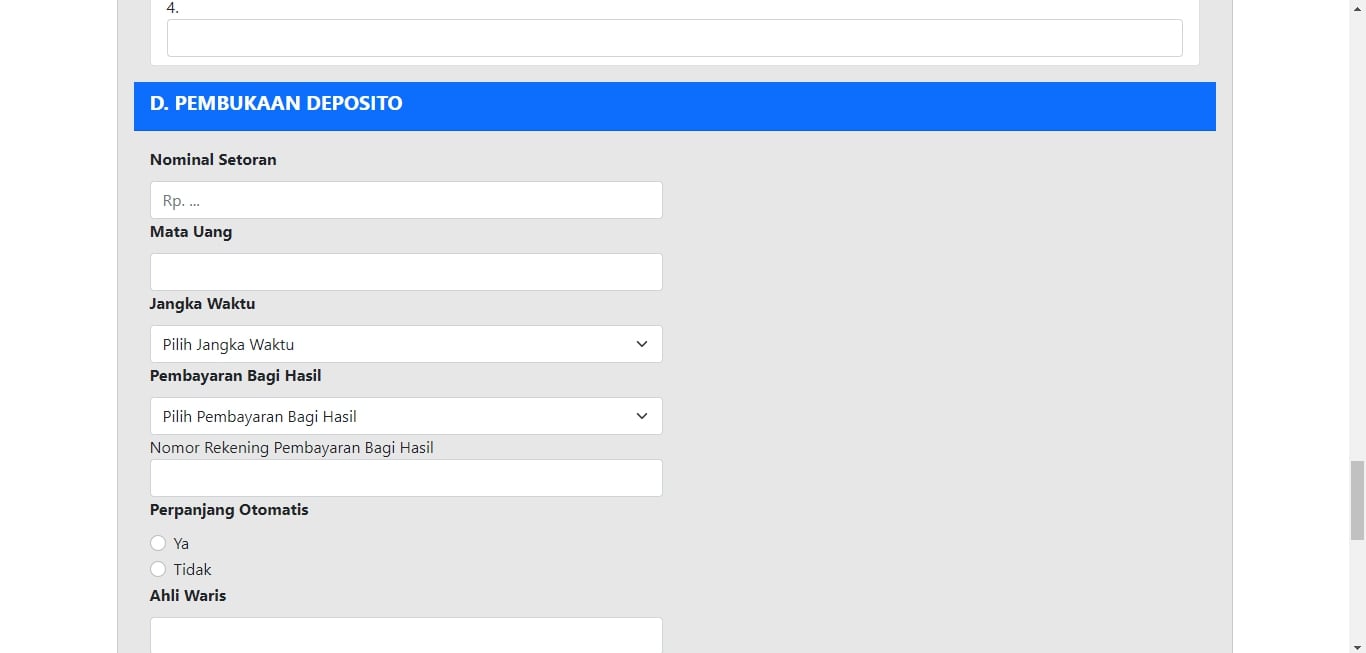 4.
D. PEMBUKAAN DEPOSITO
Nominal Setoran
Rp. ...
Mata Uang
Jangka Waktu
Pilih Jangka Waktu
Pembayaran Bagi Hasil
Pilih Pembayaran Bagi Hasil
Nomor Rekening Pembayaran Bagi Hasil
Perpanjang Otomatis
Ya
Tidak
Ahli Waris